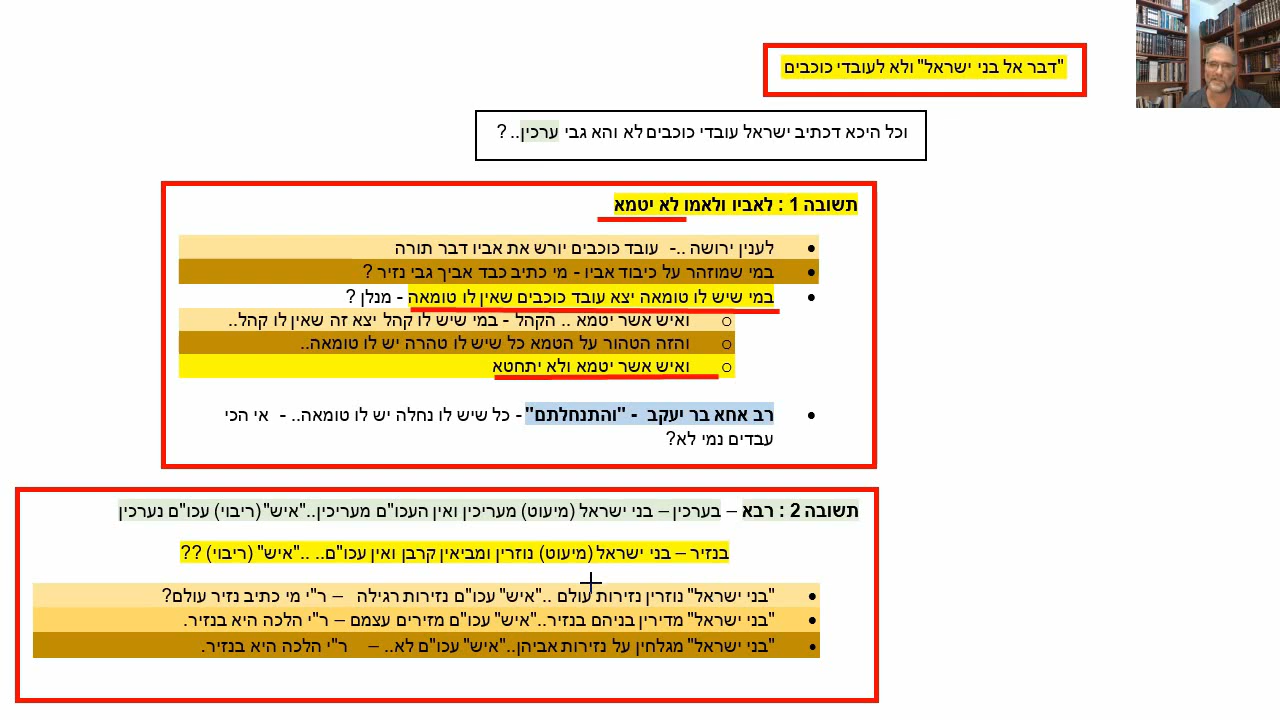 "דבר אל בני ישראל" ולא לעובדי כוכבים
וכל היכא דכתיב ישראל עובדי כוכבים לא והא גבי ערכין.. ?
תשובה 1 : לאביו ולאמו לא יטמא
• לענין ירושה ..- עובד כוכבים יורש את אביו דבר תורה
• במי שמוזהר על כיבוד אביו - מי כתיב כבד אביך גבי נזיר ?
• במי שיש לו טומאה יצא עובד כוכבים שאין לו טומאה - מנלן ?
○ ואיש אשר יטמא .. הקהל - במי שיש לו קהל יצא זה שאין לו קהל..
○ והזה הטהור על הטמא כל שיש לו טהרה יש לו טומאה..
○ ואיש אשר יטמא ולא יתחטא
• רב אחא בר יעקב - "והתנחלתם" - כל שיש לו נחלה יש לו טומאה.. - אי הכי
עבדים נמי לא?
תשובה 2 : רבא – בערכין – בני ישראל (מיעוט) מעריכין ואין העכו"ם מעריכין.."איש"(ריבוי) עכו"ם נערכין
בנזיר – בני ישראל (מיעוט) נוזרין ומביאין קרבן ואין עכו"ם.. .."איש" (ריבוי) ??
• "בני ישראל" נוזרין נזירות עולם .."איש" עכו"ם נזירות רגילה – ר"י מי כתיב נזיר עולם?
• "בני ישראל" מדירין בניהם בנזיר.."איש" עכו"ם מזירים עצמם – ר"י הלכה היא בנזיר.
• "בני ישראל" מגלחין על נזירות אביהן.."איש" עכו"ם לא.. – ר"י הלכה היא בנזיר.